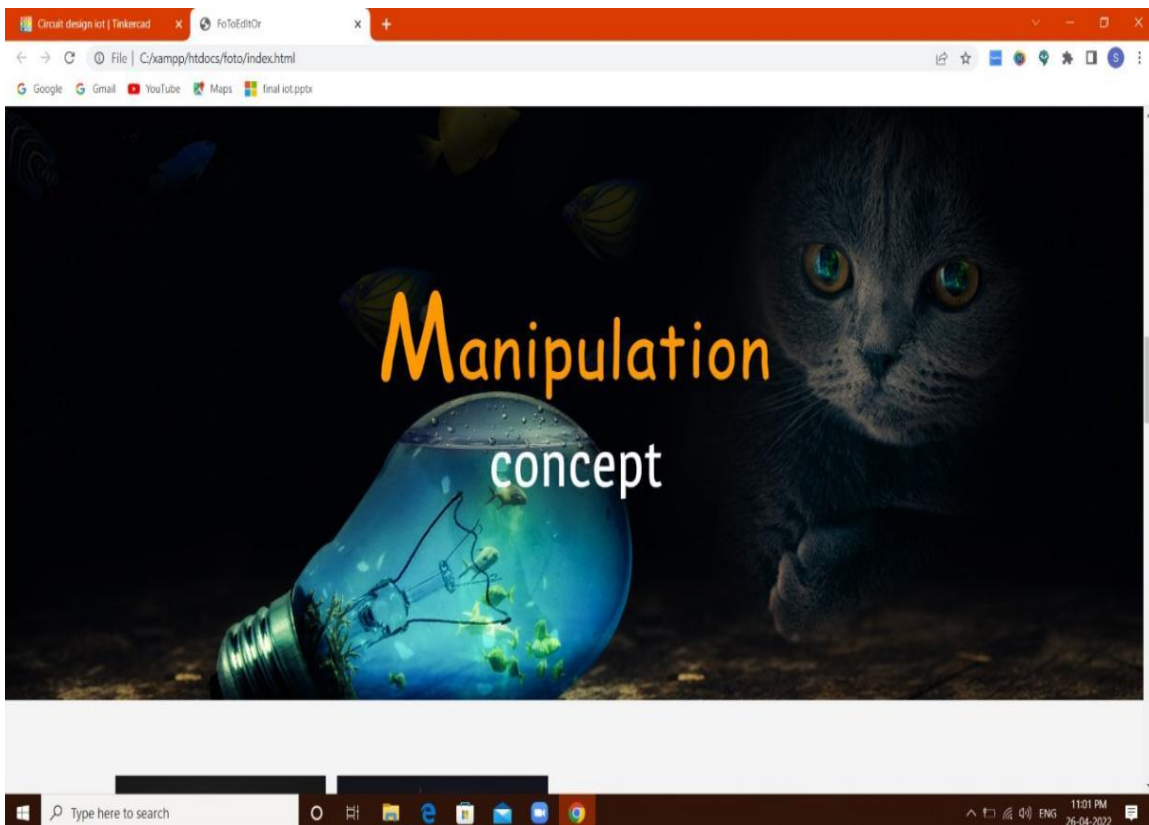 Circuit design iot | Tinkercad
FoToEdItOr
File | C:/xampp/htdocs/foto/index.html
Google
Gmail
YouTube
Maps
final iot.pptx
S
Manipulation
concept
Type here to search
ENG
11:01 PM
26-04-2022